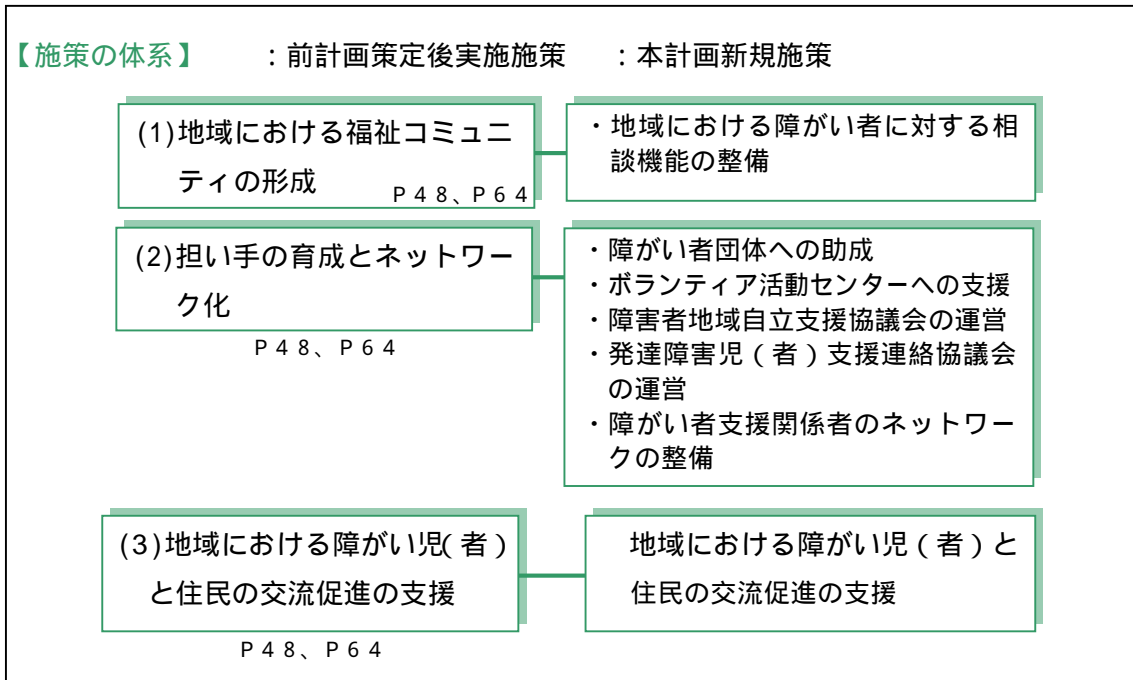 【施策の体系】　：前計画策定後実施施策　：本計画新規施策
(1)地域における福祉コミュニ
ティの形成
Ｐ４８、Ｐ６４
・地域における障がい者に対する相
談機能の整備
(2)担い手の育成とネットワー
ク化
Ｐ４８、Ｐ６４
・障がい者団体への助成
・ボランティア活動センターへの支援
・障害者地域自立支援協議会の運営
・発達障害児（者）支援連絡協議会
の運営
・障がい者支援関係者のネットワー
クの整備
(3)地域における障がい児（者）
と住民の交流促進の支援
Ｐ４８、Ｐ６４
地域における障がい児（者）と
住民の交流促進の支援